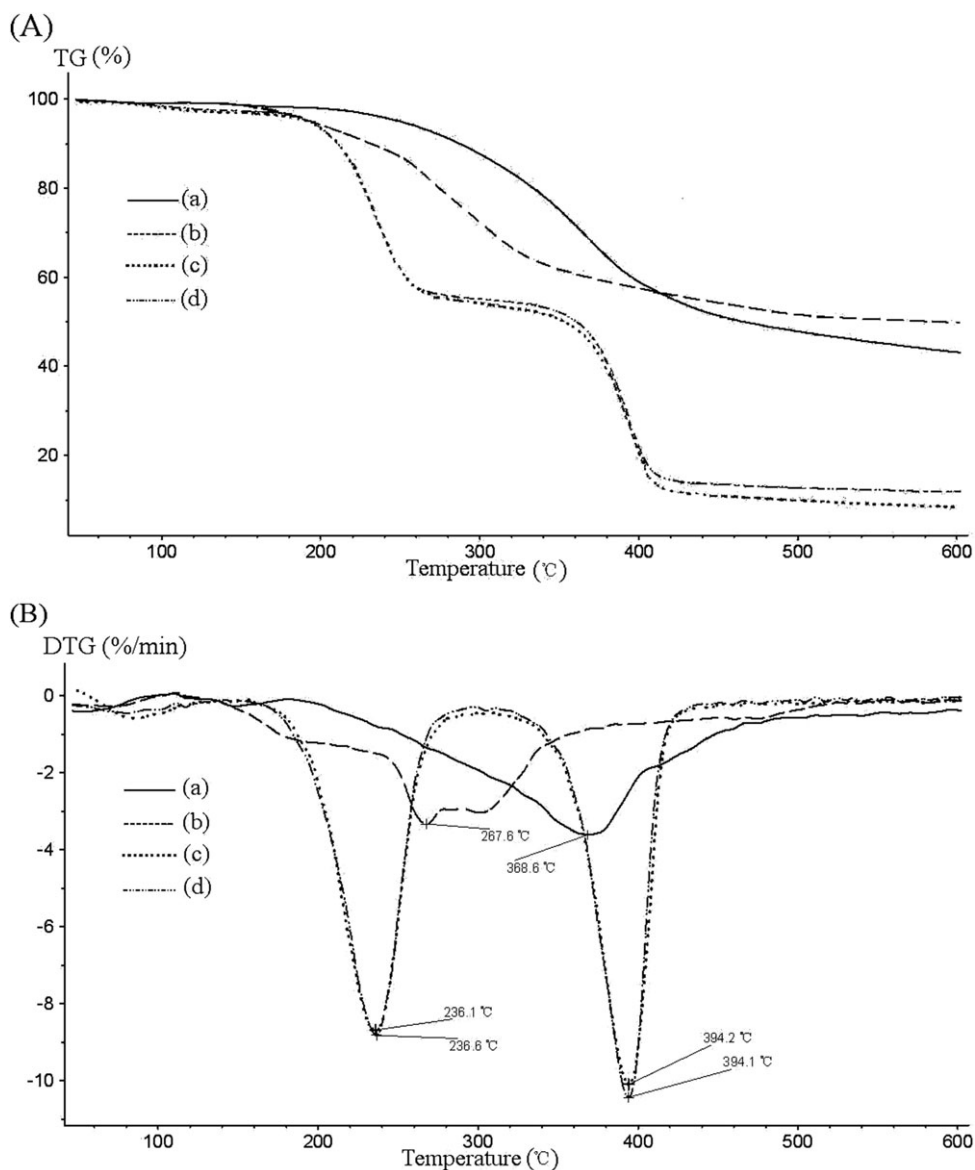 (A)
TG (%)
100
80
60
40
20
(a)
(b)
(c)
(d)
100 200 300 400 500 600
Temperature (℃)
(B)
DTG (%/min)
0
-2
-4
-6
-8
-10
(a)
(b)
(c)
(d)
267.6 ℃
368.6 ℃
236.1 ℃
236.6 ℃
394.2 ℃
394.1 ℃
100 200 300 400 500 600
Temperature (℃)